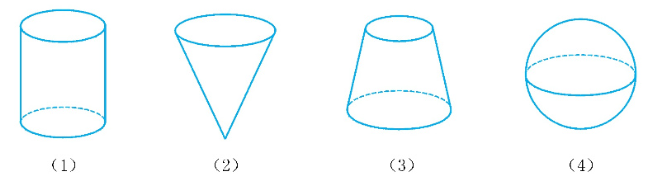 （1） （2） （3） （4）